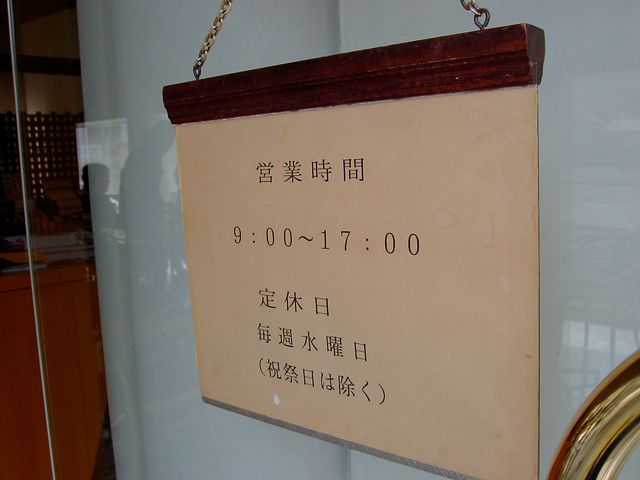 営業時間
9:00～17:00
定休日
毎週水曜日
(祝祭日は除く)